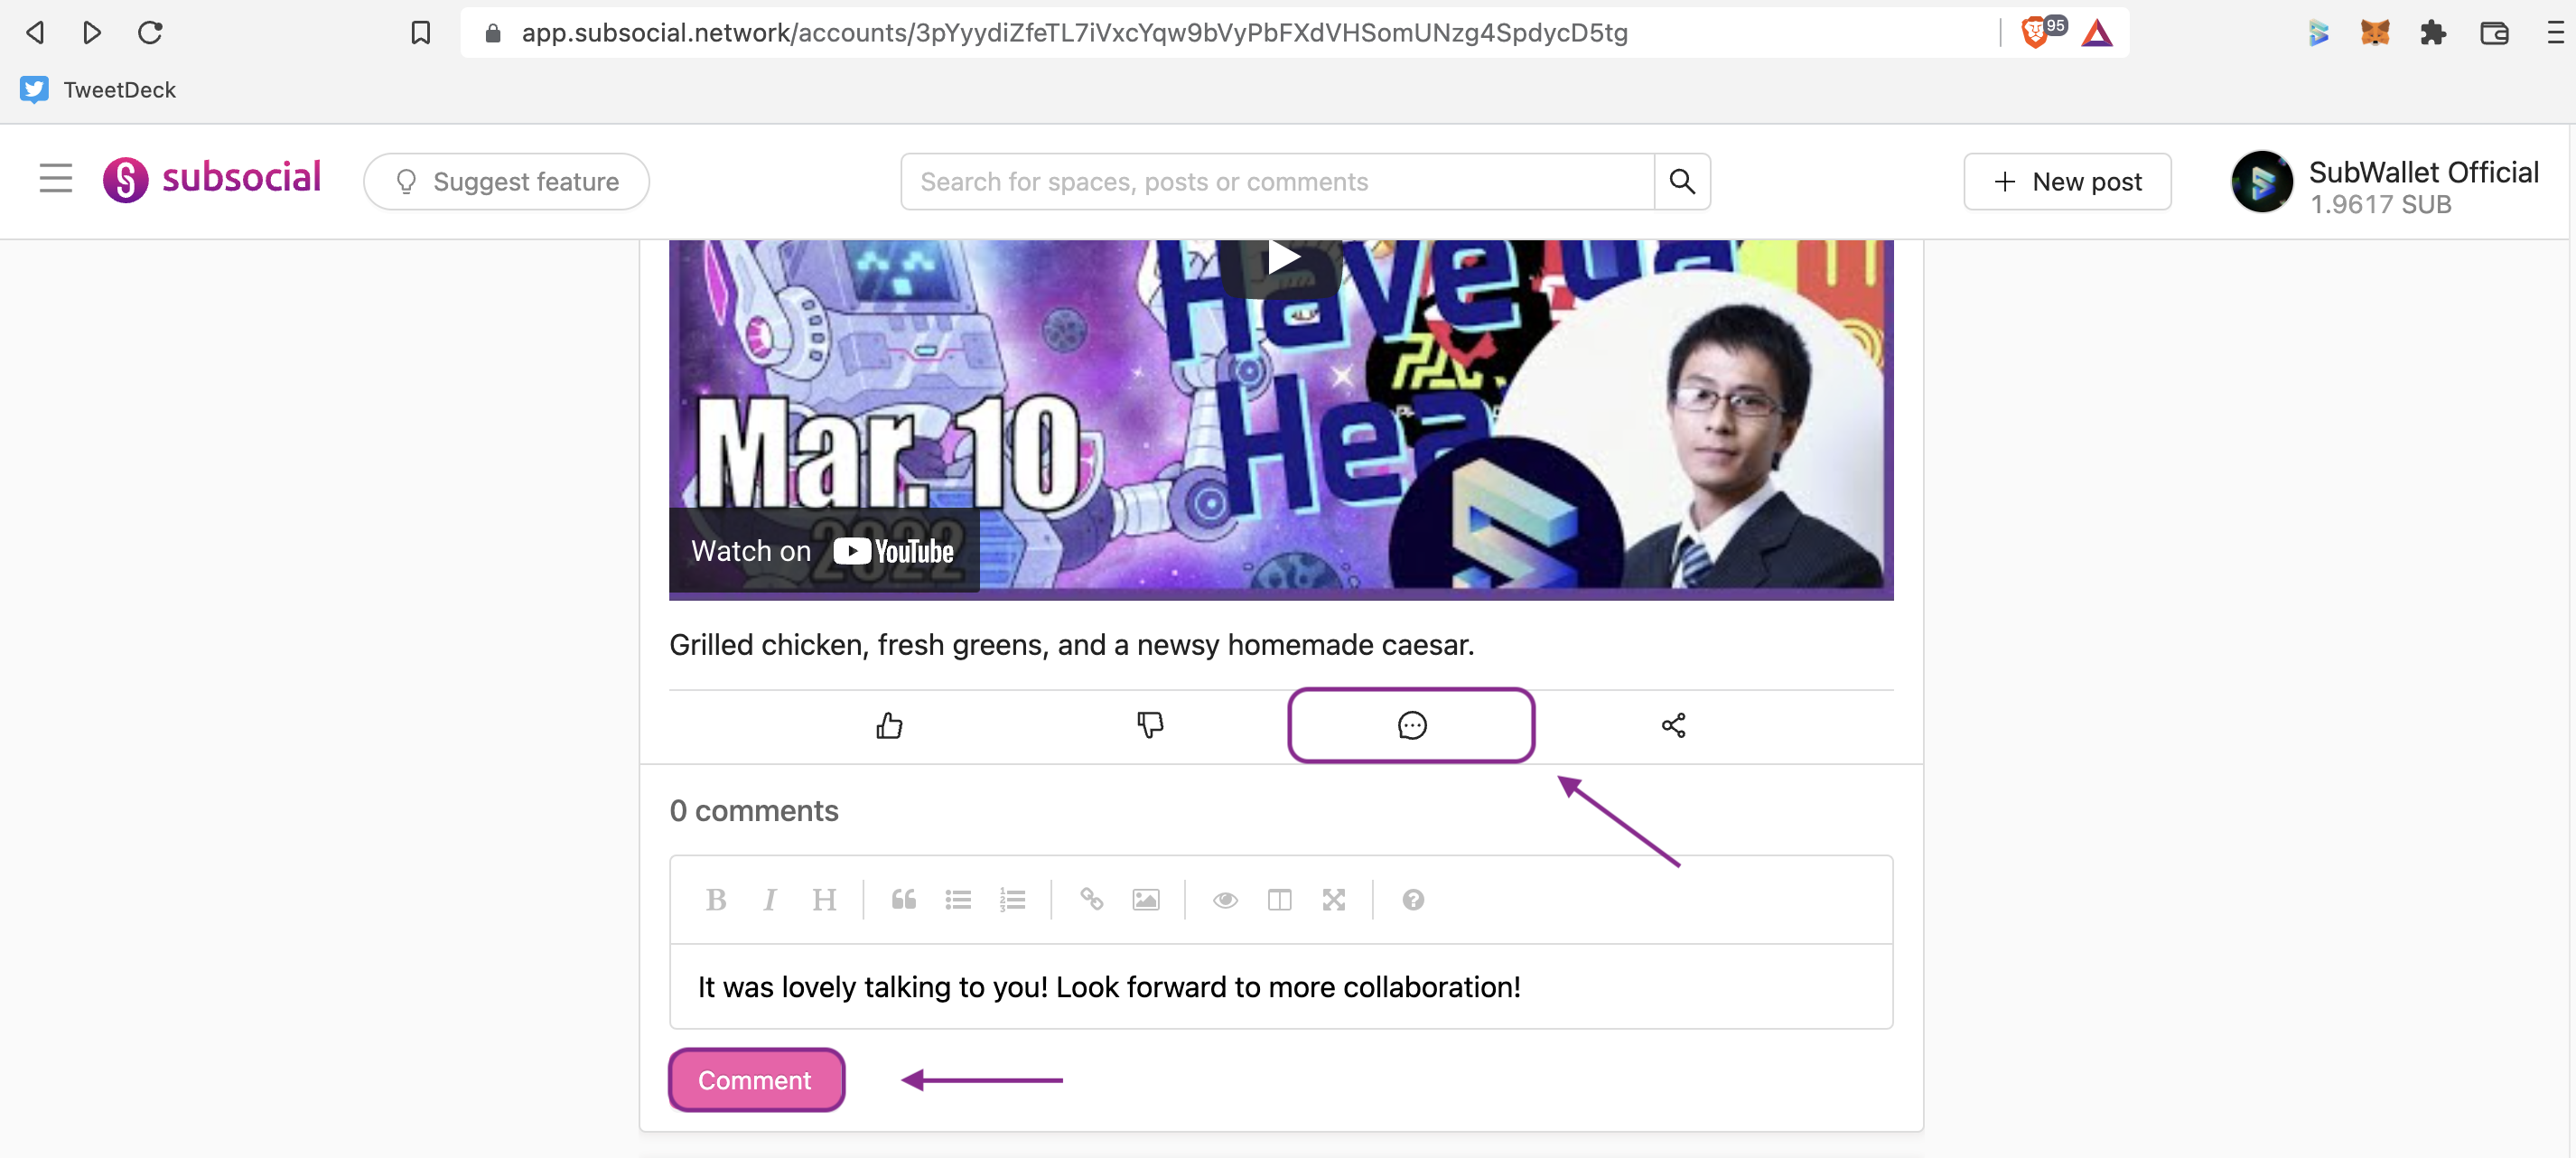 app.subsocial.network/accounts/3pYyydiZfeTL7iVxcYqw9bVyPbFXdVHSomUNzg4SpdycD5tg
95
TweetDeck
subsocial
Suggest feature
Search for spaces, posts or comments
+ New post
SubWallet Official
1.9617 SUB
Have
Hea
Mar. 10
2022
Watch on YouTube
Grilled chicken, fresh greens, and a newsy homemade caesar.
0 comments
B I H
It was lovely talking to you! Look forward to more collaboration!
Comment